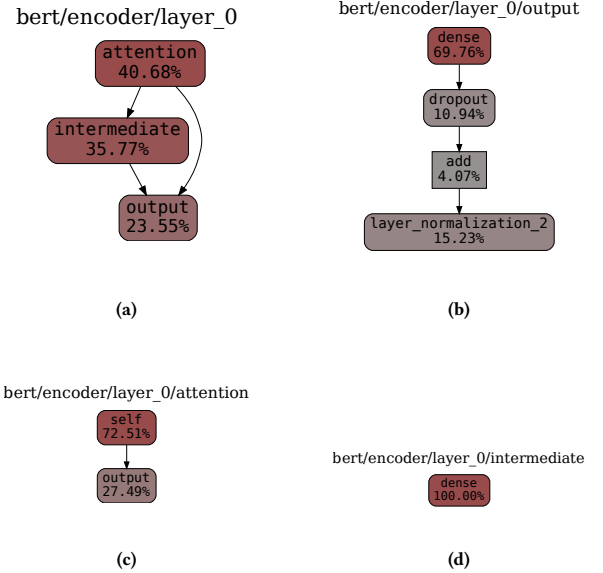 bert/encoder/layer_0
attention
40.68%
intermediate
35.77%
output
23.55%
(a)
bert/encoder/layer_0/output
dense
69.76%
dropout
10.94%
add
4.07%
layer_normalization_2
15.23%
(b)
bert/encoder/layer_0/attention
self
72.51%
output
27.49%
(c)
bert/encoder/layer_0/intermediate
dense
100.00%
(d)